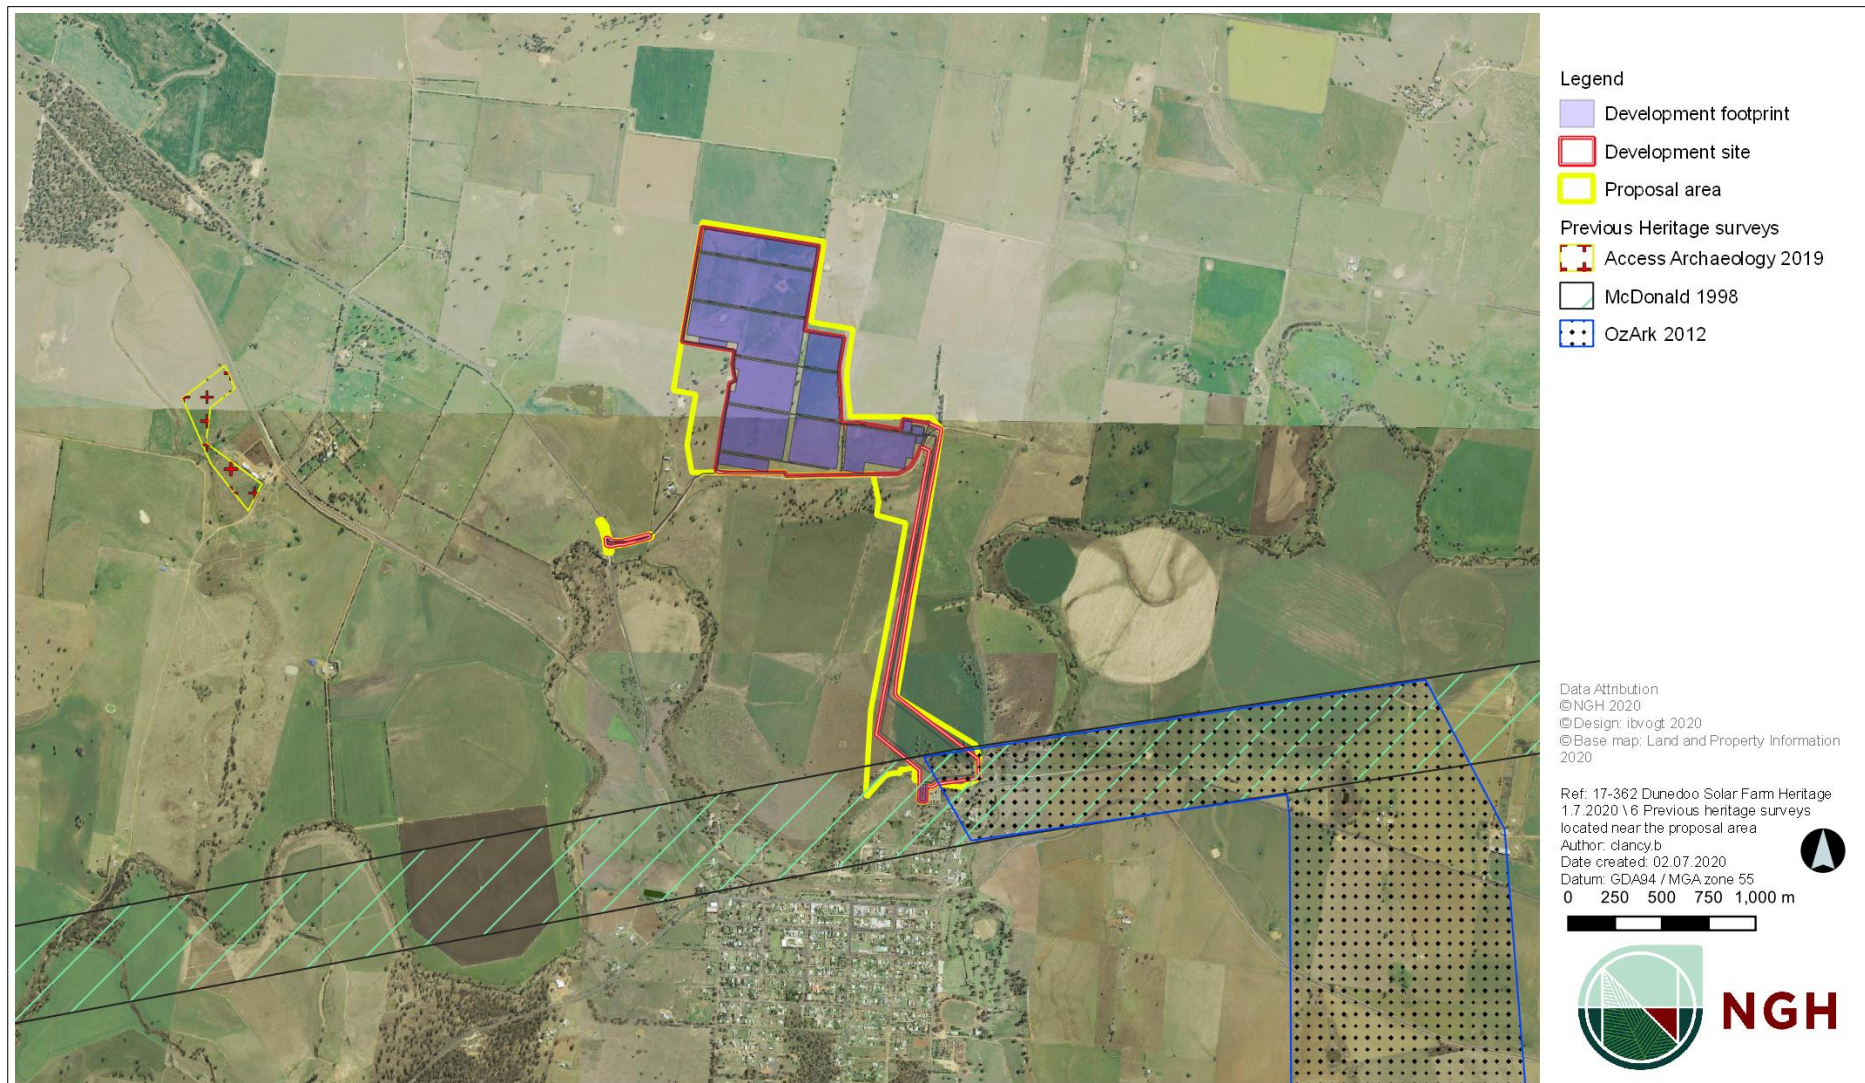 Legend
Development footprint
Development site
Proposal area
Previous Heritage surveys
Access Archaeology 2019
McDonald 1998
OzArk 2012
Data Attribution
©NGH 2020
©Design: ibvogt 2020
©Base map: Land and Property Information
2020
Ref: 17-362 Dunedoo Solar Farm Heritage
1.7.2020 \ 6 Previous heritage surveys
located near the proposal area
Author: clancy.b
Date created: 02.07.2020
Datum: GDA94 / MGA zone 55
0 250 500 750 1,000 m
NGH